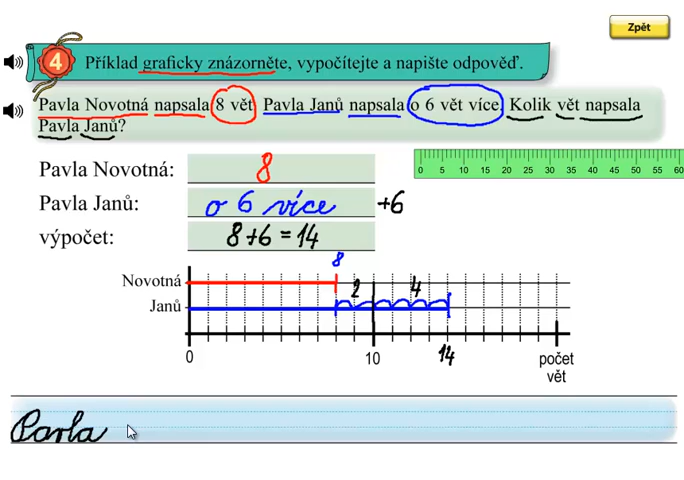 Zpět
4 Příklad graficky znázorněte, vypočítejte a napište odpověď.
Pavla Novotná napsala 8 vět. Pavla Janů napsala o 6 vět více. Kolik vět napsala
Pavla Janů?
Pavla Novotná: 8
0 5 10 15 20 25 30 35 40 45 50 55 60
Pavla Janů: o 6 více +6
výpočet: 8+6=14
8
Novotná 2 4
Janů
0 10 14 počet
vět
Pavla